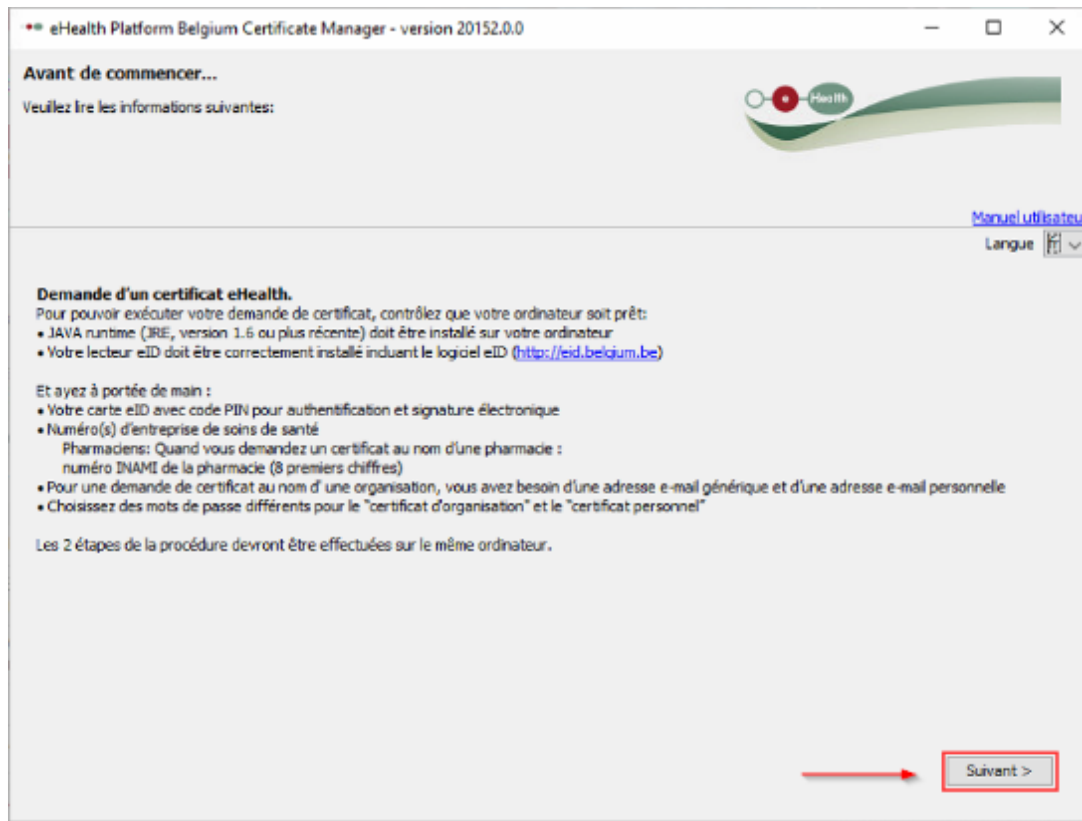 eHealth Platform Belgium Certificate Manager - version 20152.0.0
Avant de commencer...
Veuillez lire les informations suivantes:
e Health
Manuel utilisateu
Langue
Demande d'un certificat eHealth.
Pour pouvoir exécuter votre demande de certificat, contrôlez que votre ordinateur soit prêt:
• JAVA runtime (JRE, version 1.6 ou plus récente) doit être installé sur votre ordinateur
• Votre lecteur eID doit être correctement installé incluant le logiciel eID (http://eid.belgium.be)
Et ayez à portée de main :
• Votre carte eID avec code PIN pour authentification et signature électronique
• Numéro(s) d'entreprise de soins de santé
Pharmaciens: Quand vous demandez un certificat au nom d'une pharmacie :
numéro INAMI de la pharmacie (8 premiers chiffres)
• Pour une demande de certificat au nom d' une organisation, vous avez besoin d'une adresse e-mail générique et d'une adresse e-mail personnelle
• Choisissez des mots de passe différents pour le "certificat d'organisation" et le "certificat personnel"
Les 2 étapes de la procédure devront être effectuées sur le même ordinateur.
Suivant >